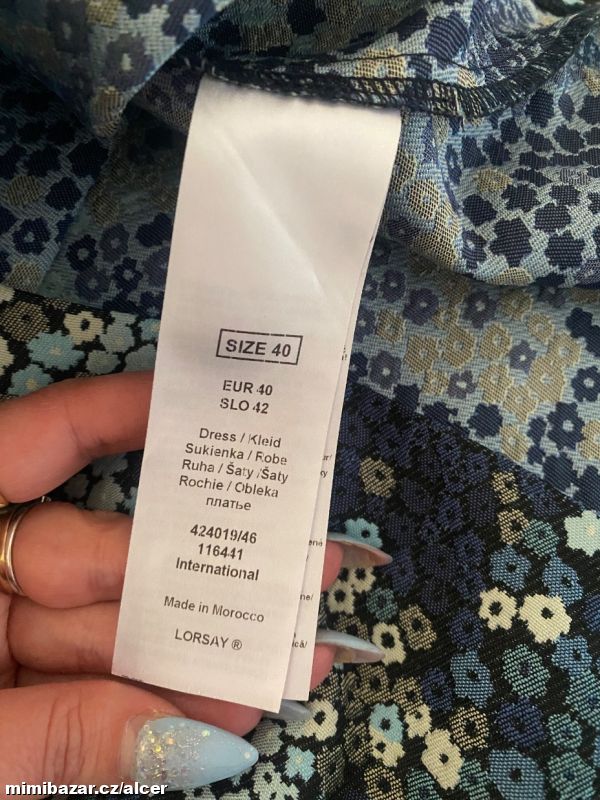 SIZE 40
EUR 40
SLO 42
Dress / Kleid
Sukienka / Robe
Ruha / Šaty /Šaty
Rochie / Obleka
платье
424019/46
116441
International
Made in Morocco
LORSAY ®
mimibazar.cz/alcer